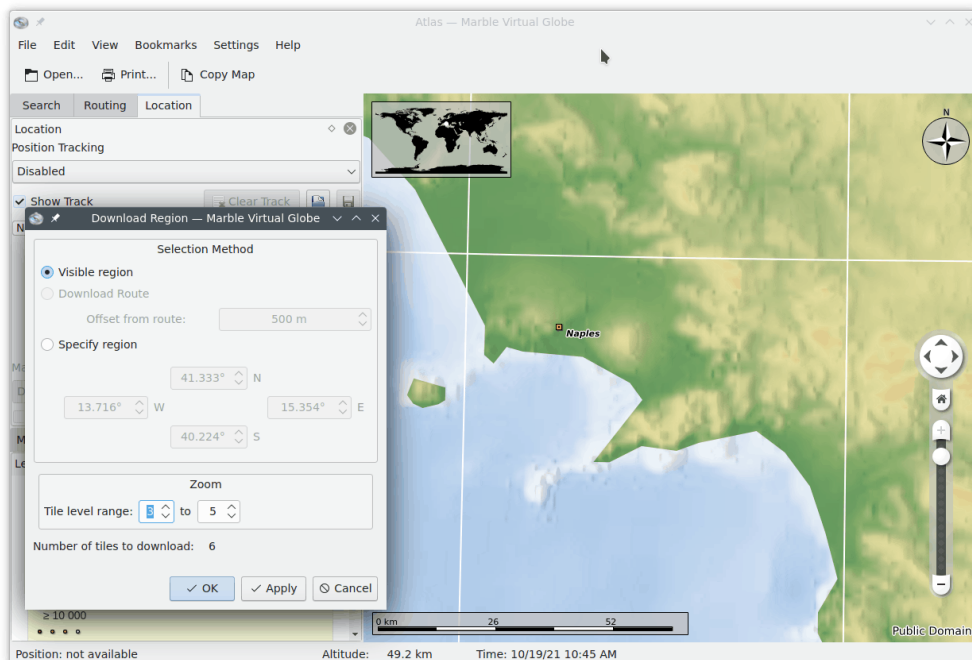 Atlas — Marble Virtual Globe
File Edit View Bookmarks Settings Help
Open... Print... Copy Map
Search Routing Location
Location
Position Tracking
Disabled
Show Track Clear Track
Download Region — Marble Virtual Globe
Selection Method
Visible region
Download Route
Offset from route: 500 m
Specify region
41.333° N
13.716° W 15.354° E
40.224° S
Zoom
Tile level range: 3 to 5
Number of tiles to download: 6
OK Apply Cancel
≥ 10 000
N
Naples
0 km 26 52
Public Domain
Position: not available Altitude: 49.2 km Time: 10/19/21 10:45 AM